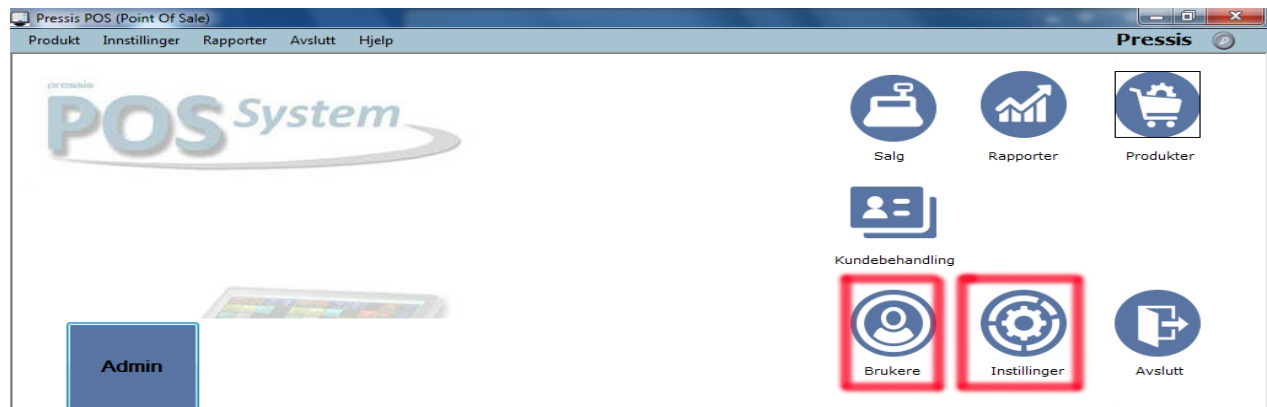 Pressis POS (Point Of Sale)
Produkt Innstillinger Rapporter Avslutt Hjelp Pressis
pressis
POS System
Salg Rapporter Produkter
Kundebehandling
Brukere Instillinger Avslutt
Admin